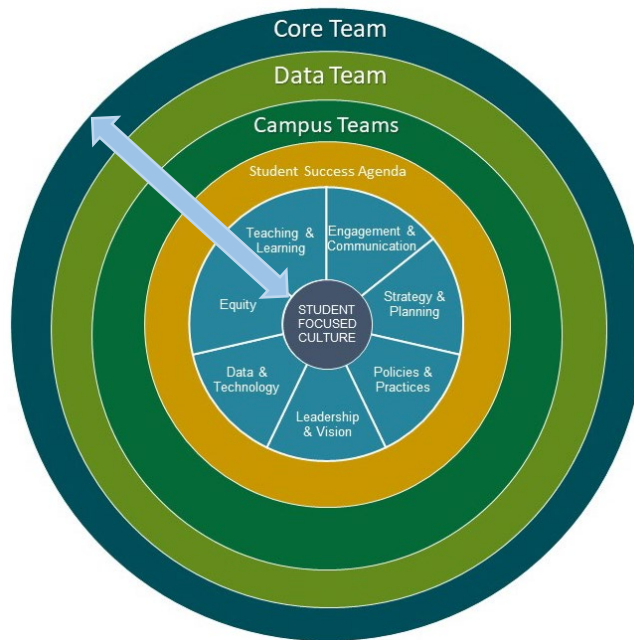 Core Team
Data Team
Campus Teams
Student Success Agenda
Teaching &
Learning
Engagement &
Communication
Equity
Strategy &
Planning
STUDENT
FOCUSED
CULTURE
Data &
Technology
Policies &
Practices
Leadership
& Vision